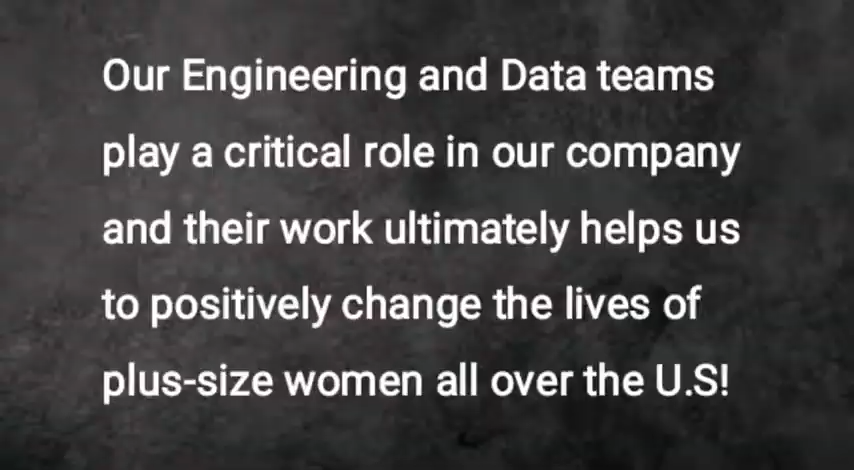 Our Engineering and Data teams
play a critical role in our company
and their work ultimately helps us
to positively change the lives of
plus-size women all over the U.S!